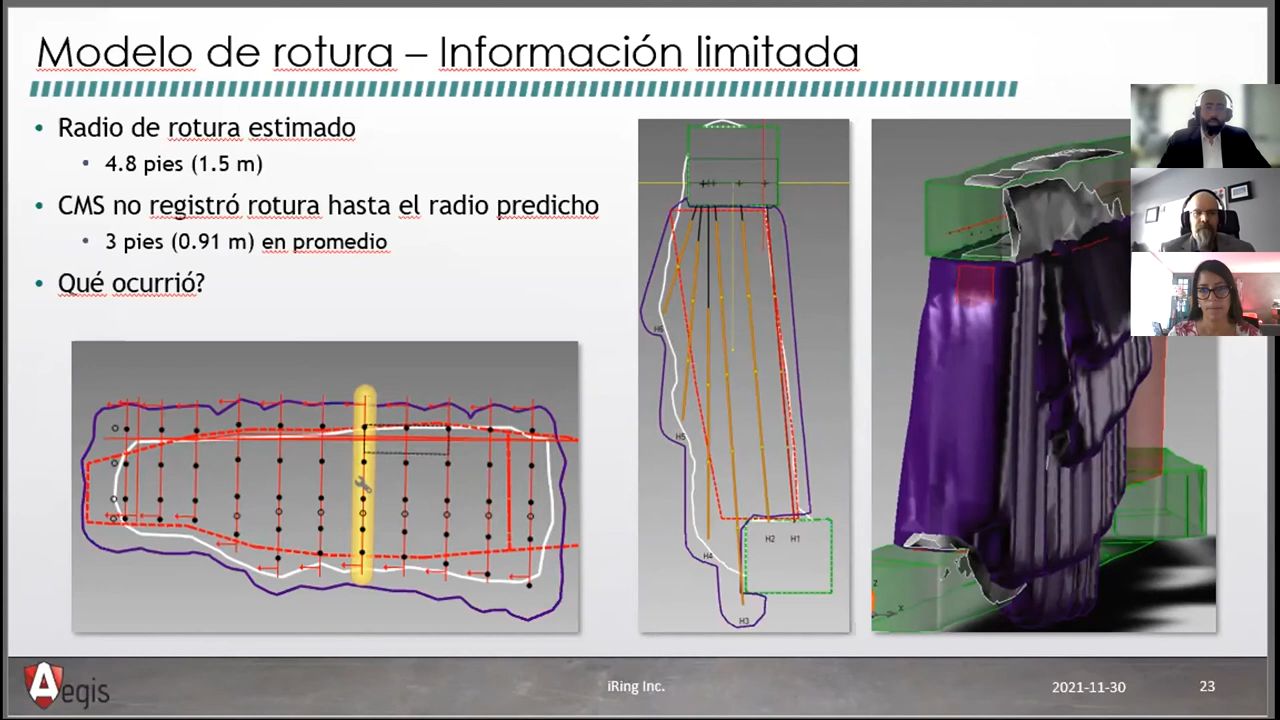 Modelo de rotura – Información limitada
• Radio de rotura estimado
• 4.8 pies (1.5 m)
• CMS no registró rotura hasta el radio predicho
• 3 pies (0.91 m) en promedio
• Qué ocurrió?
H6
H5
H4
H3
H2
H1
Z
X
Aegis
iRing Inc.
2021-11-30
23